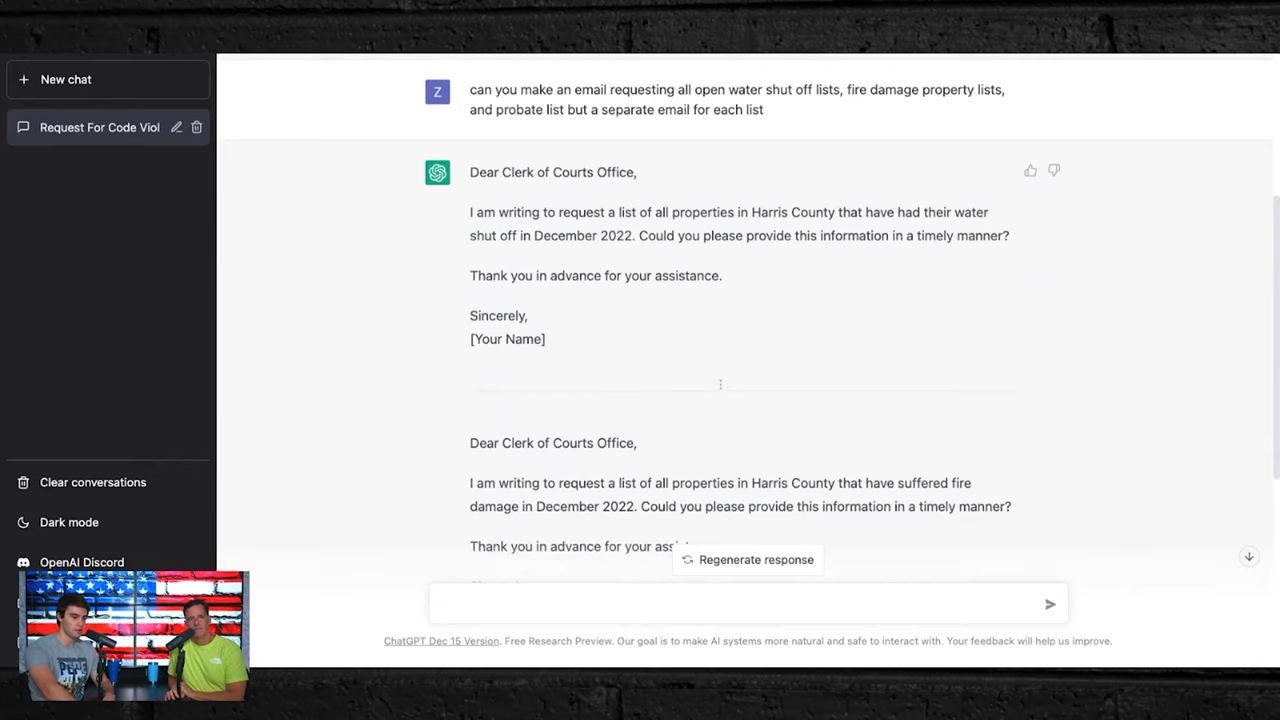 New chat
Request For Code Viol
Clear conversations
Dark mode
OpenAI Discord
Z
can you make an email requesting all open water shut off lists, fire damage property lists,
and probate list but a separate email for each list
Dear Clerk of Courts Office,
I am writing to request a list of all properties in Harris County that have had their water
shut off in December 2022. Could you please provide this information in a timely manner?
Thank you in advance for your assistance.
Sincerely,
[Your Name]
Dear Clerk of Courts Office,
I am writing to request a list of all properties in Harris County that have suffered fire
damage in December 2022. Could you please provide this information in a timely manner?
Thank you in advance for your
Regenerate response
ChatGPT Dec 15 Version. Free Research Preview. Our goal is to make AI systems more natural and safe to interact with. Your feedback will help us improve.